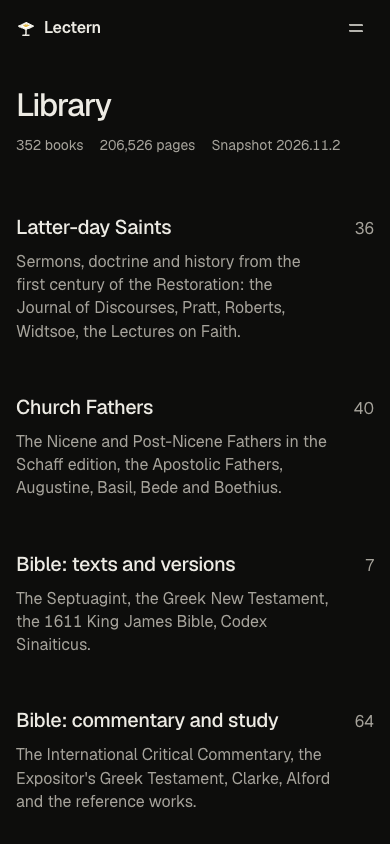 Lectern
Library
352 books 206,526 pages Snapshot 2026.11.2
Latter-day Saints 36
Sermons, doctrine and history from the
first century of the Restoration: the
Journal of Discourses, Pratt, Roberts,
Widtsoe, the Lectures on Faith.
Church Fathers 40
The Nicene and Post-Nicene Fathers in the
Schaff edition, the Apostolic Fathers,
Augustine, Basil, Bede and Boethius.
Bible: texts and versions 7
The Septuagint, the Greek New Testament,
the 1611 King James Bible, Codex
Sinaiticus.
Bible: commentary and study 64
The International Critical Commentary, the
Expositor's Greek Testament, Clarke, Alford
and the reference works.